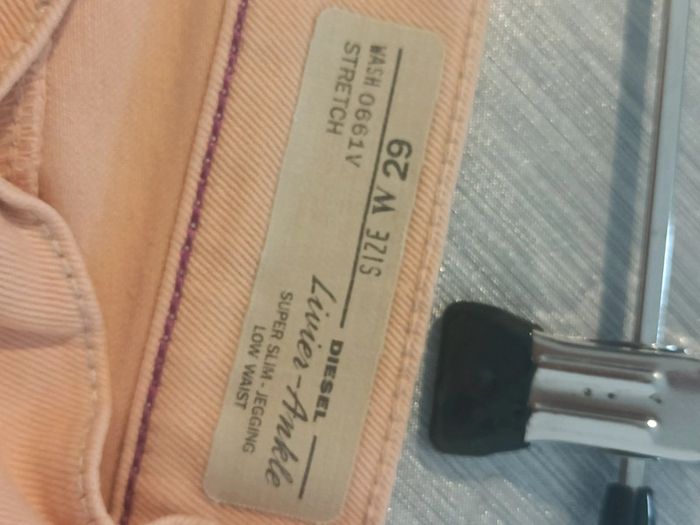 WASH 0661V
STRETCH
SIZE W 29
DIESEL
Livier-Ankle
SUPER SLIM-JEGGING
LOW WAIST